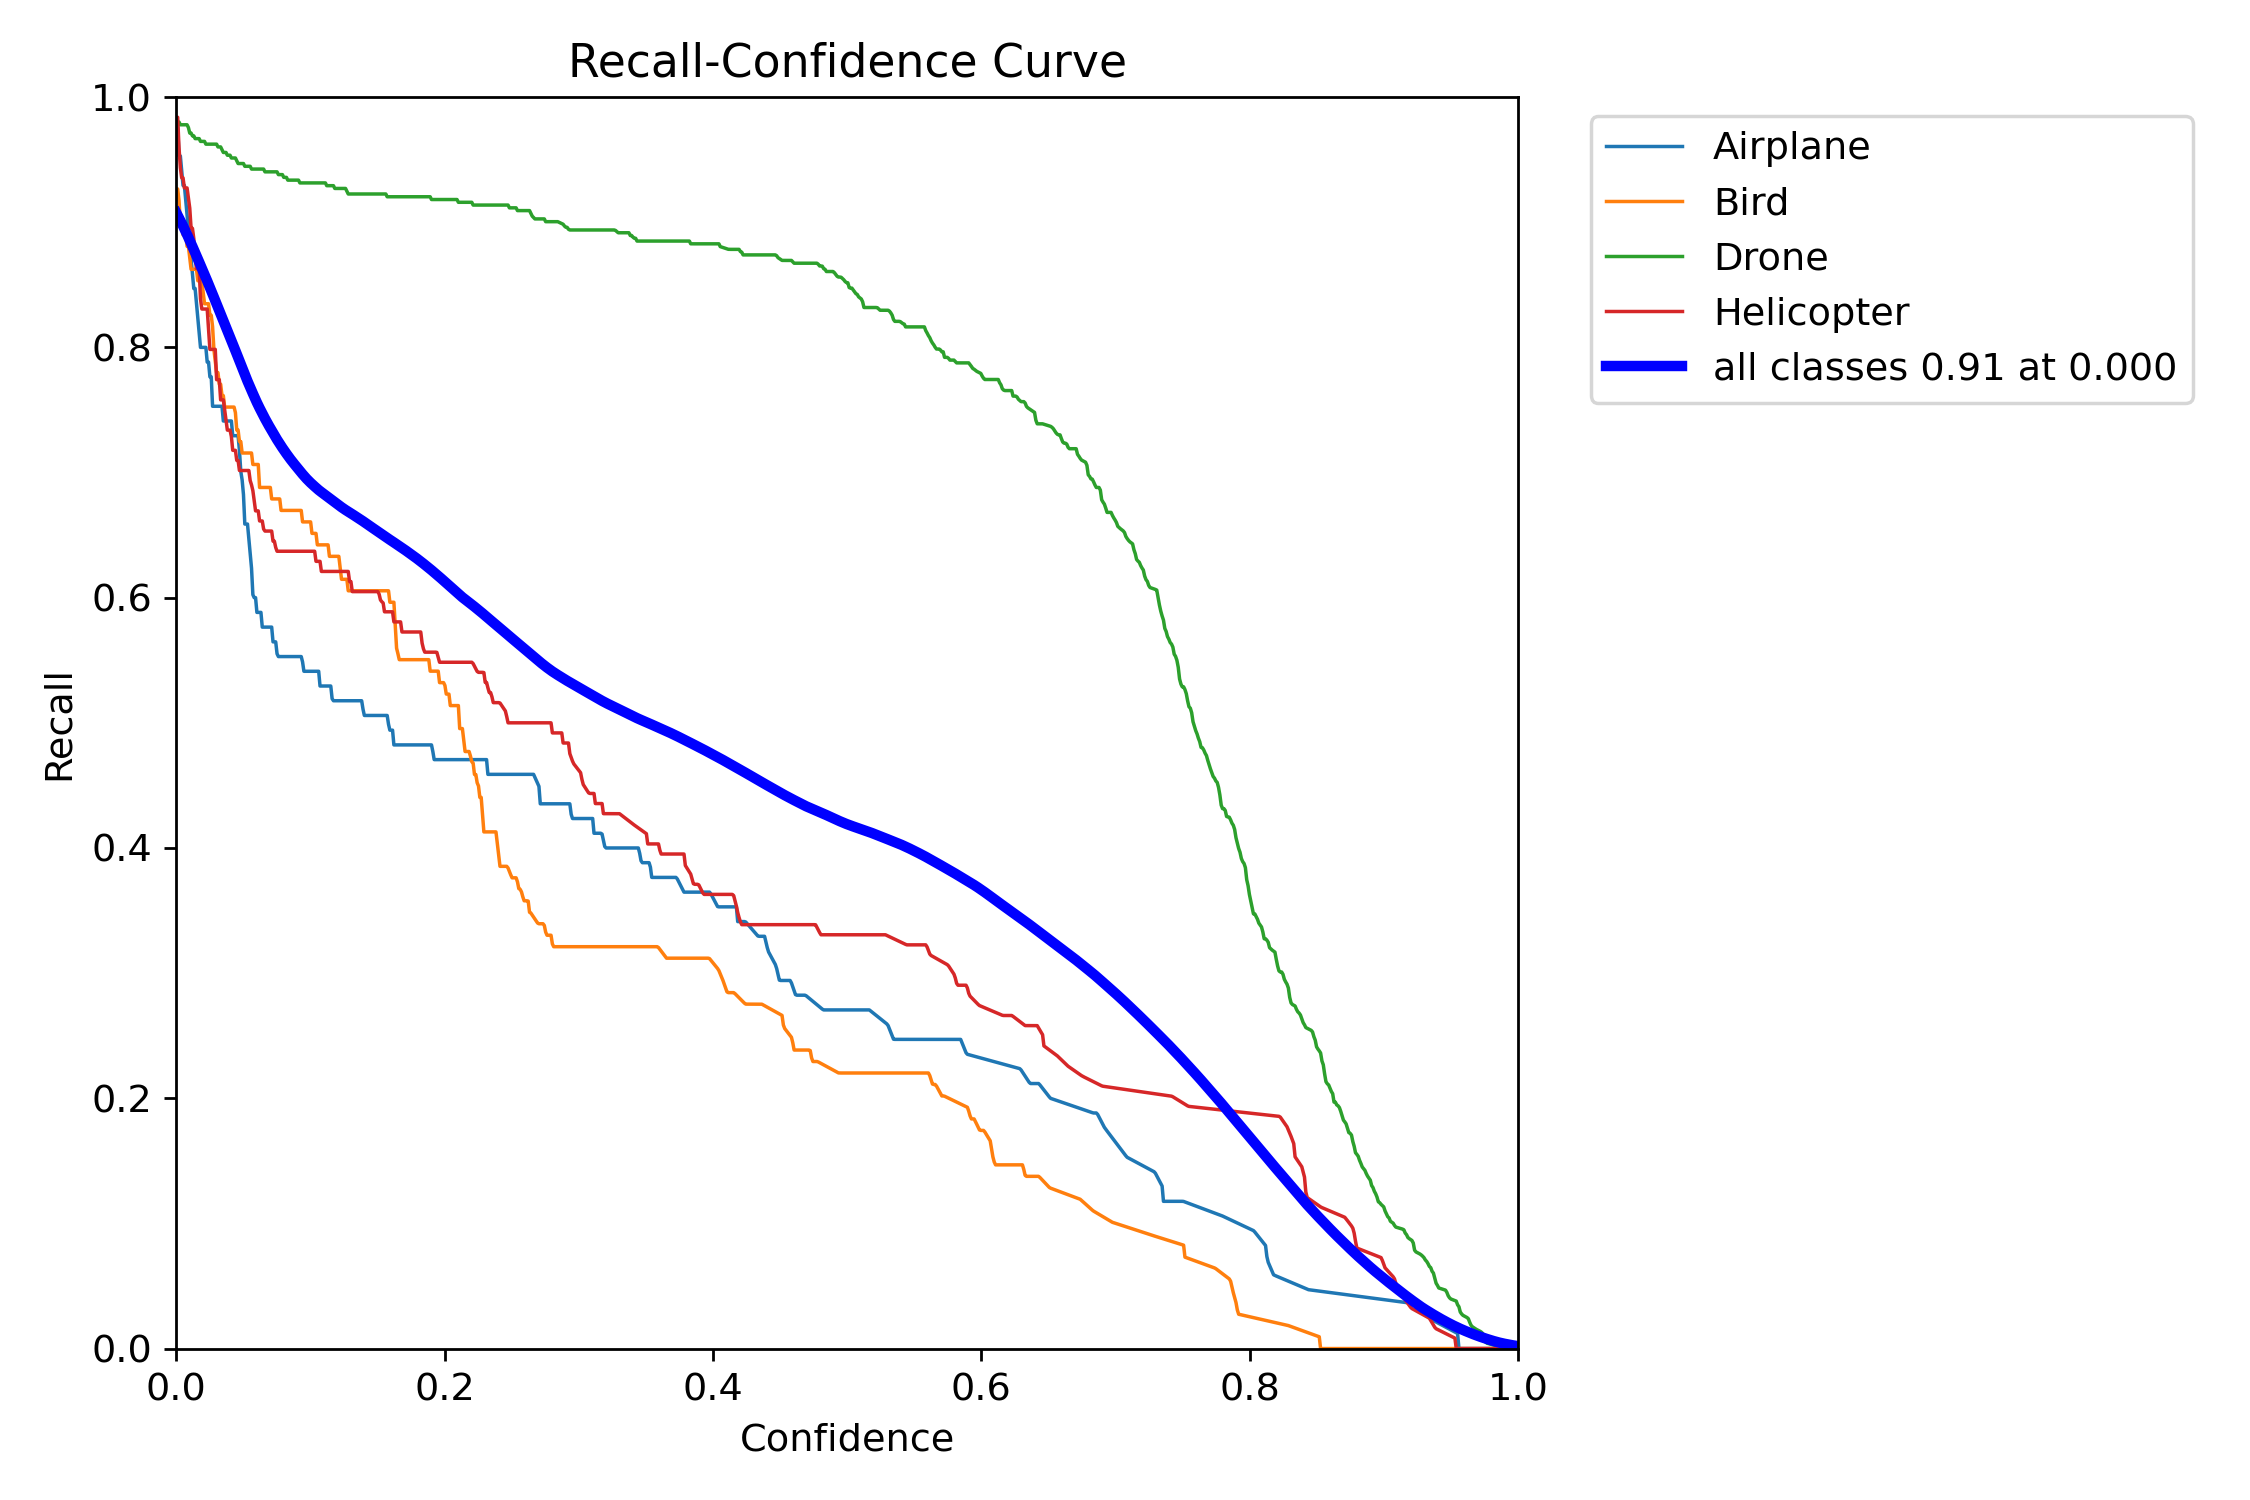 Recall-Confidence Curve
1.0
0.8
0.6
0.4
0.2
0.0
Recall
0.0 0.2 0.4 0.6 0.8 1.0
Confidence
Airplane
Bird
Drone
Helicopter
all classes 0.91 at 0.000